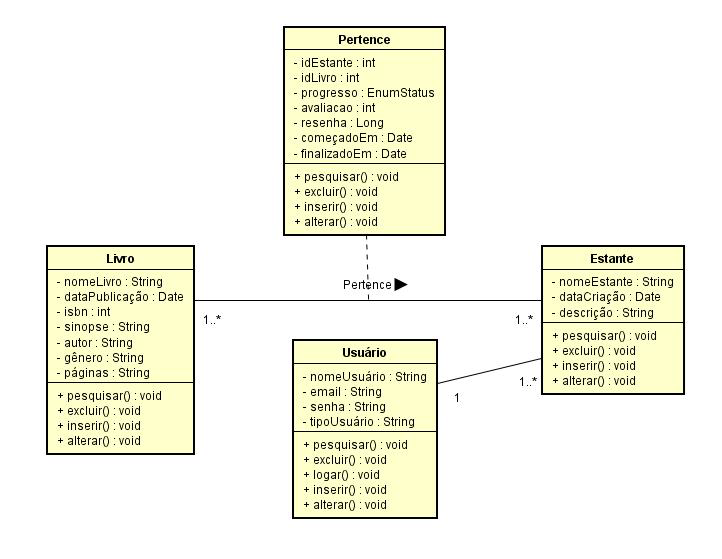 Pertence
- idEstante : int
- idLivro : int
- progresso : EnumStatus
- avaliacao : int
- resenha : Long
- começadoEm : Date
- finalizadoEm : Date
+ pesquisar() : void
+ excluir() : void
+ inserir() : void
+ alterar() : void
Livro
- nomeLivro : String
- dataPublicação : Date
- isbn : int
- sinopse : String
- autor : String
- gênero : String
- páginas : String
+ pesquisar() : void
+ excluir() : void
+ inserir() : void
+ alterar() : void
Pertence ▶
1..*
1..*
Estante
- nomeEstante : String
- dataCriação : Date
- descrição : String
+ pesquisar() : void
+ excluir() : void
+ inserir() : void
+ alterar() : void
Usuário
- nomeUsuário : String
- email : String
- senha : String
- tipoUsuário : String
+ pesquisar() : void
+ excluir() : void
+ logar() : void
+ inserir() : void
+ alterar() : void
1
1..*